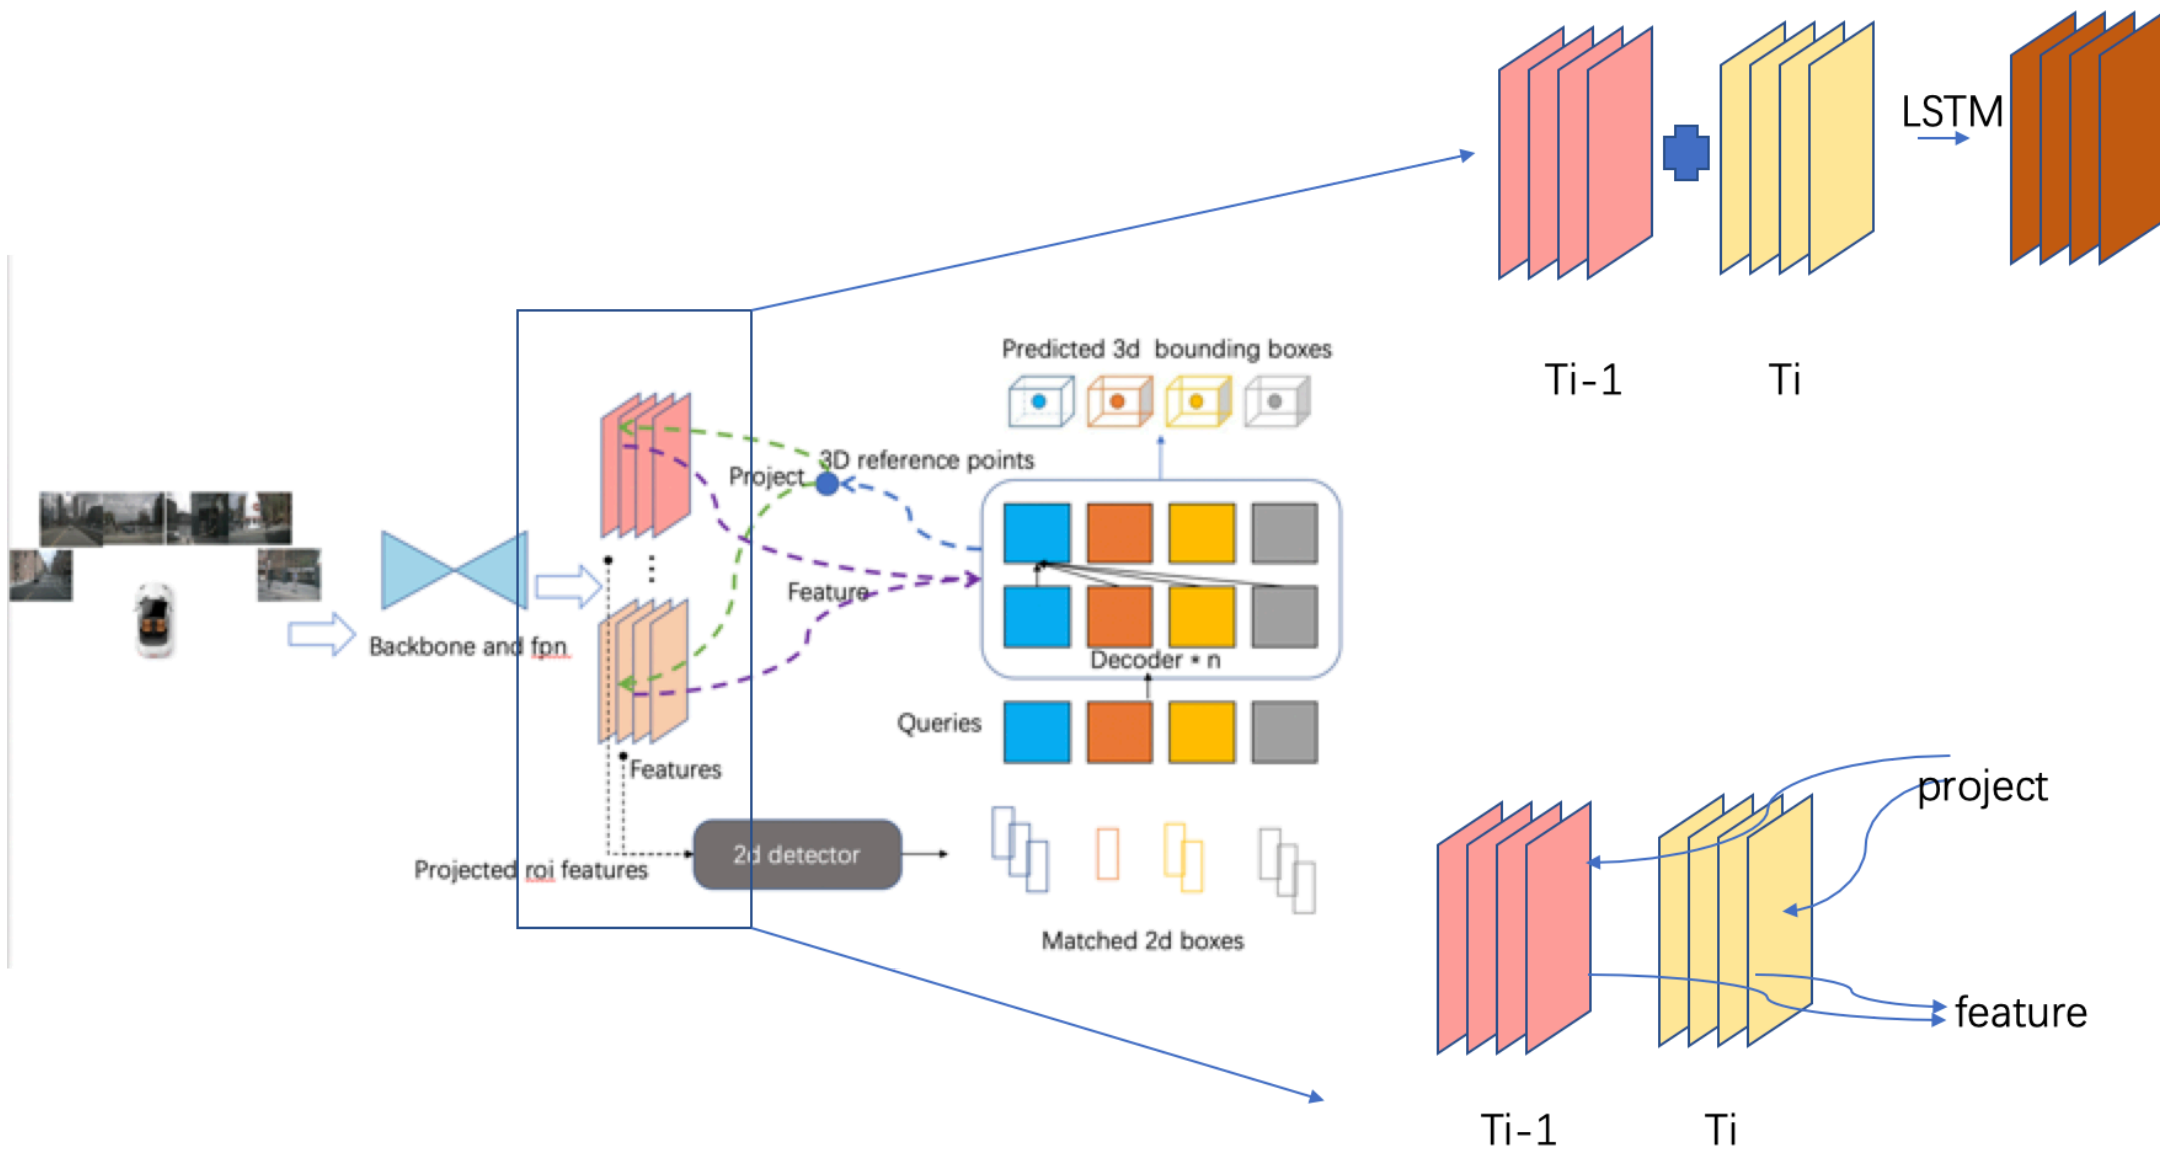 LSTM
Ti-1
Ti
Predicted 3d bounding boxes
3D reference points
Project
Feature
Backbone and fpn
Decoder * n
Queries
Features
project
2d detector
Projected roi features
Matched 2d boxes
feature
Ti-1
Ti